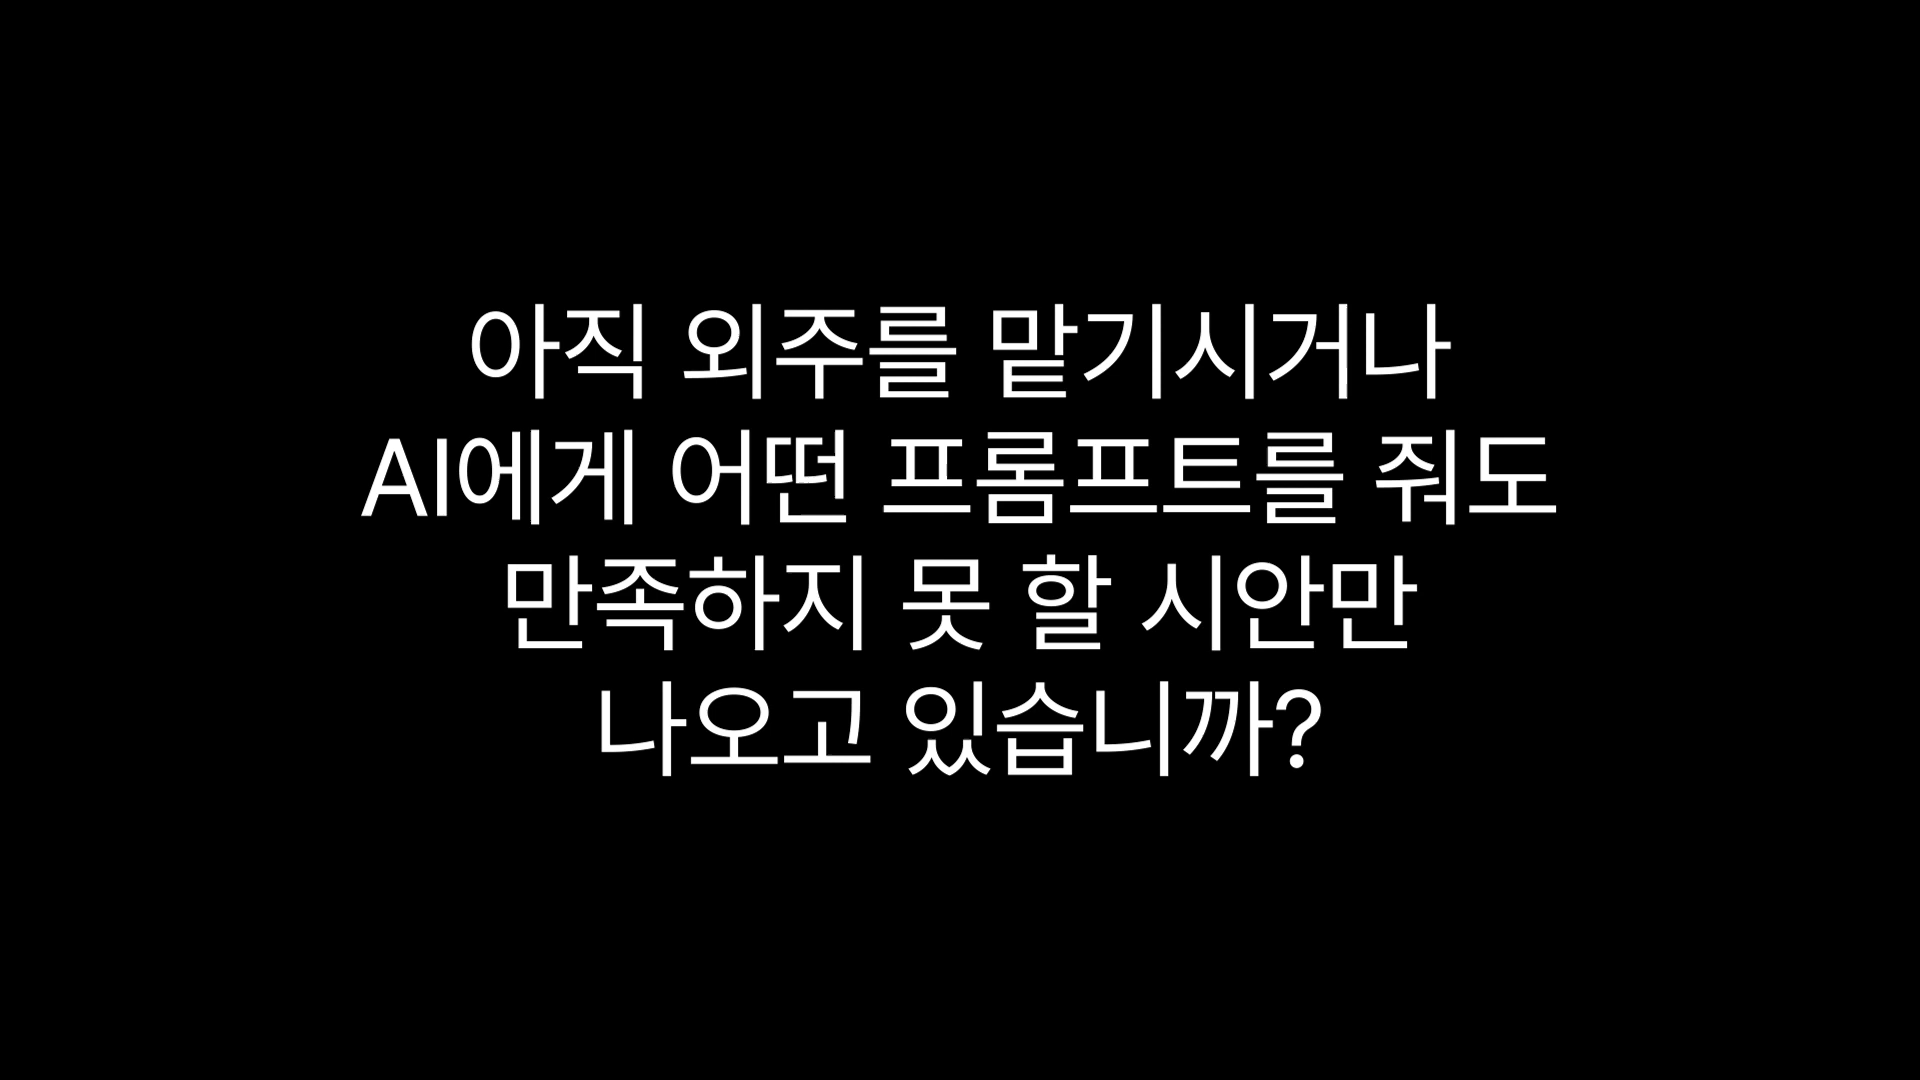 아직 외주를 맡기시거나
AI에게 어떤 프롬프트를 줘도
만족하지 못 할 시안만
나오고 있습니까?